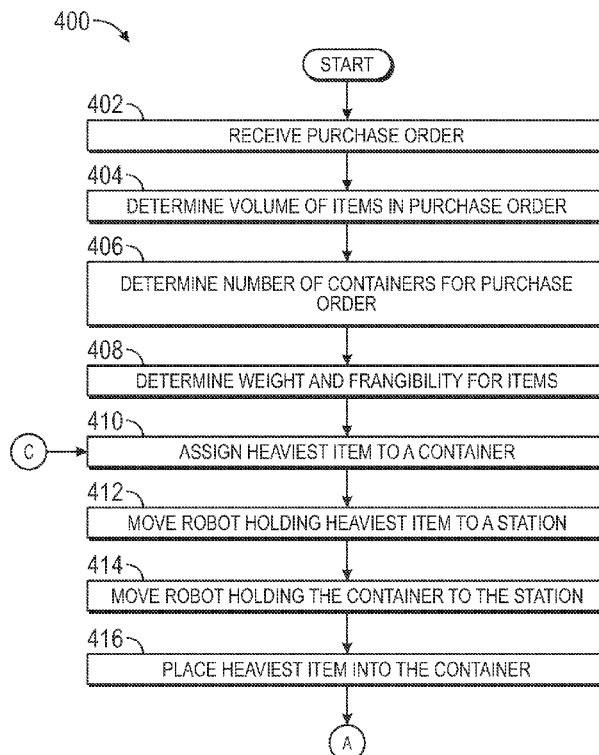 400
START
402
RECEIVE PURCHASE ORDER
404
DETERMINE VOLUME OF ITEMS IN PURCHASE ORDER
406
DETERMINE NUMBER OF CONTAINERS FOR PURCHASE
ORDER
408
DETERMINE WEIGHT AND FRANGIBILITY FOR ITEMS
410
C
ASSIGN HEAVIEST ITEM TO A CONTAINER
412
MOVE ROBOT HOLDING HEAVIEST ITEM TO A STATION
414
MOVE ROBOT HOLDING THE CONTAINER TO THE STATION
416
PLACE HEAVIEST ITEM INTO THE CONTAINER
A